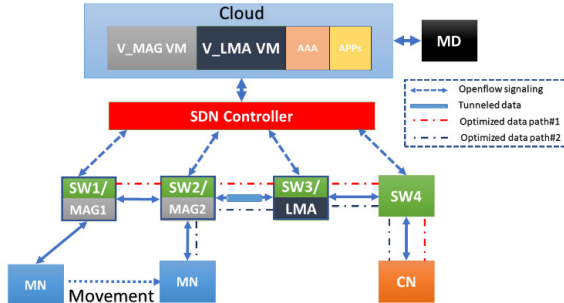 Cloud
V_MAG VM V_LMA VM AAA APPs
MD
SDN Controller
Openflow signaling
Tunneled data
Optimized data path#1
Optimized data path#2
SW1/ SW2/ SW3/ SW4
MAG1 MAG2 LMA
MN MN CN
Movement